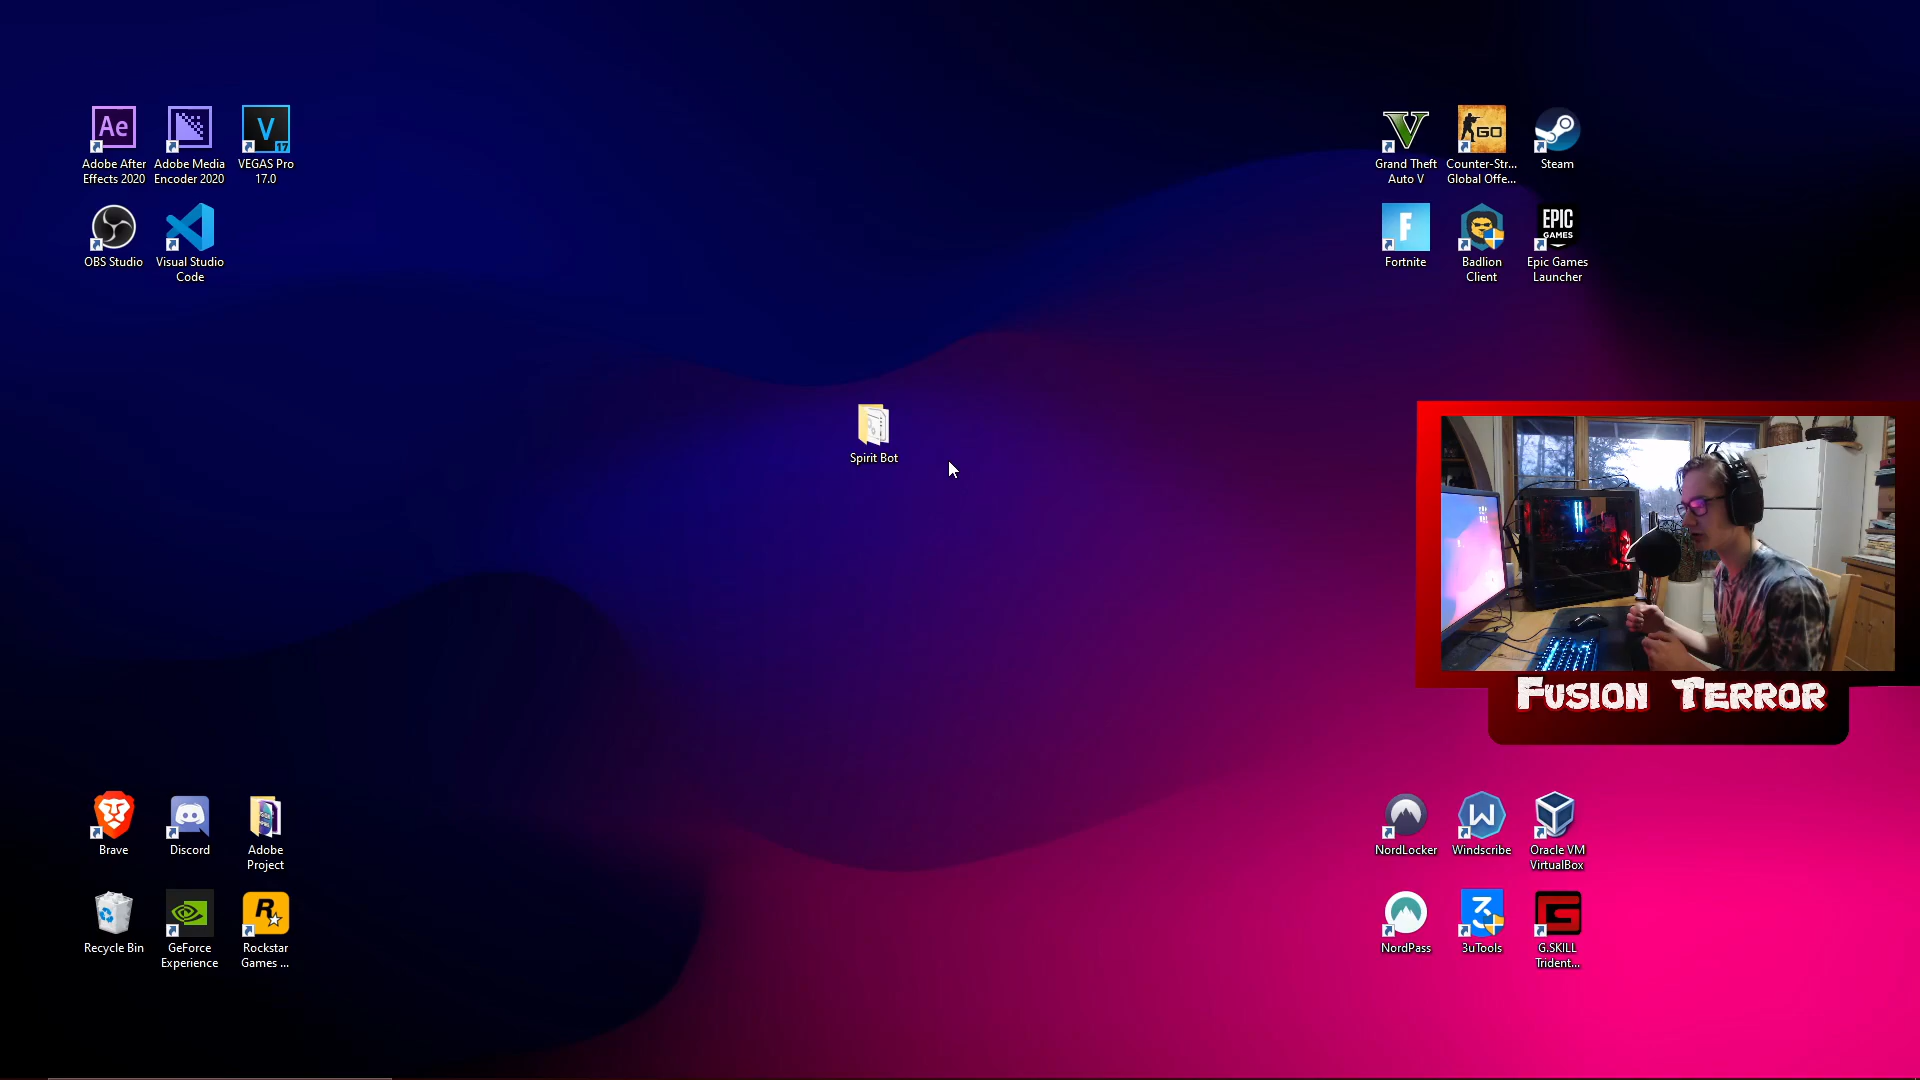 Ae
V
17
GO
Adobe After
Effects 2020
Adobe Media
Encoder 2020
VEGAS Pro
17.0
Grand Theft
Auto V
Counter-Str...
Global Offe...
Steam
F
EPIC
GAMES
OBS Studio
Visual Studio
Code
Fortnite
Badlion
Client
Epic Games
Launcher
Spirit Bot
Fusion Terror
W
Brave
Discord
Adobe
Project
NordLocker
Windscribe
Oracle VM
VirtualBox
R
3
G
Recycle Bin
GeForce
Experience
Rockstar
Games ...
NordPass
3uTools
G.SKILL
Trident...